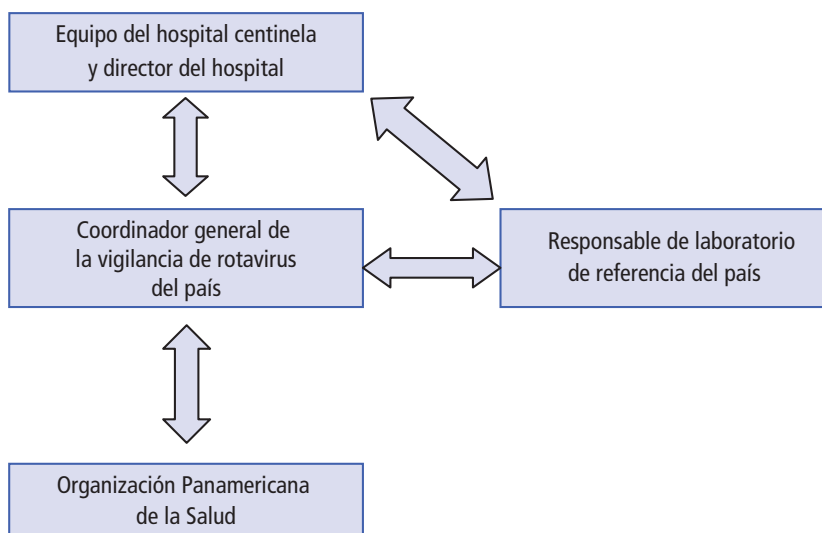 Equipo del hospital centinela
y director del hospital
Coordinador general de
la vigilancia de rotavirus
del país
Responsable de laboratorio
de referencia del país
Organización Panamericana
de la Salud